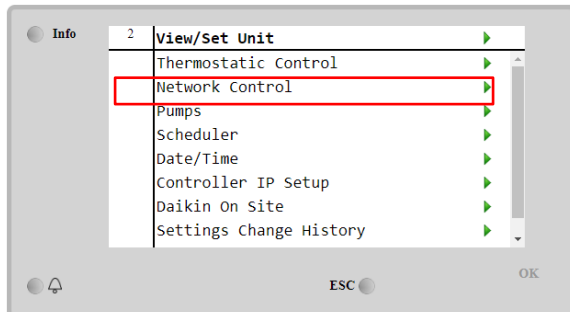 Info
2 View/Set Unit
Thermostatic Control
Network Control
Pumps
Scheduler
Date/Time
Controller IP Setup
Daikin On Site
Settings Change History
ESC
OK